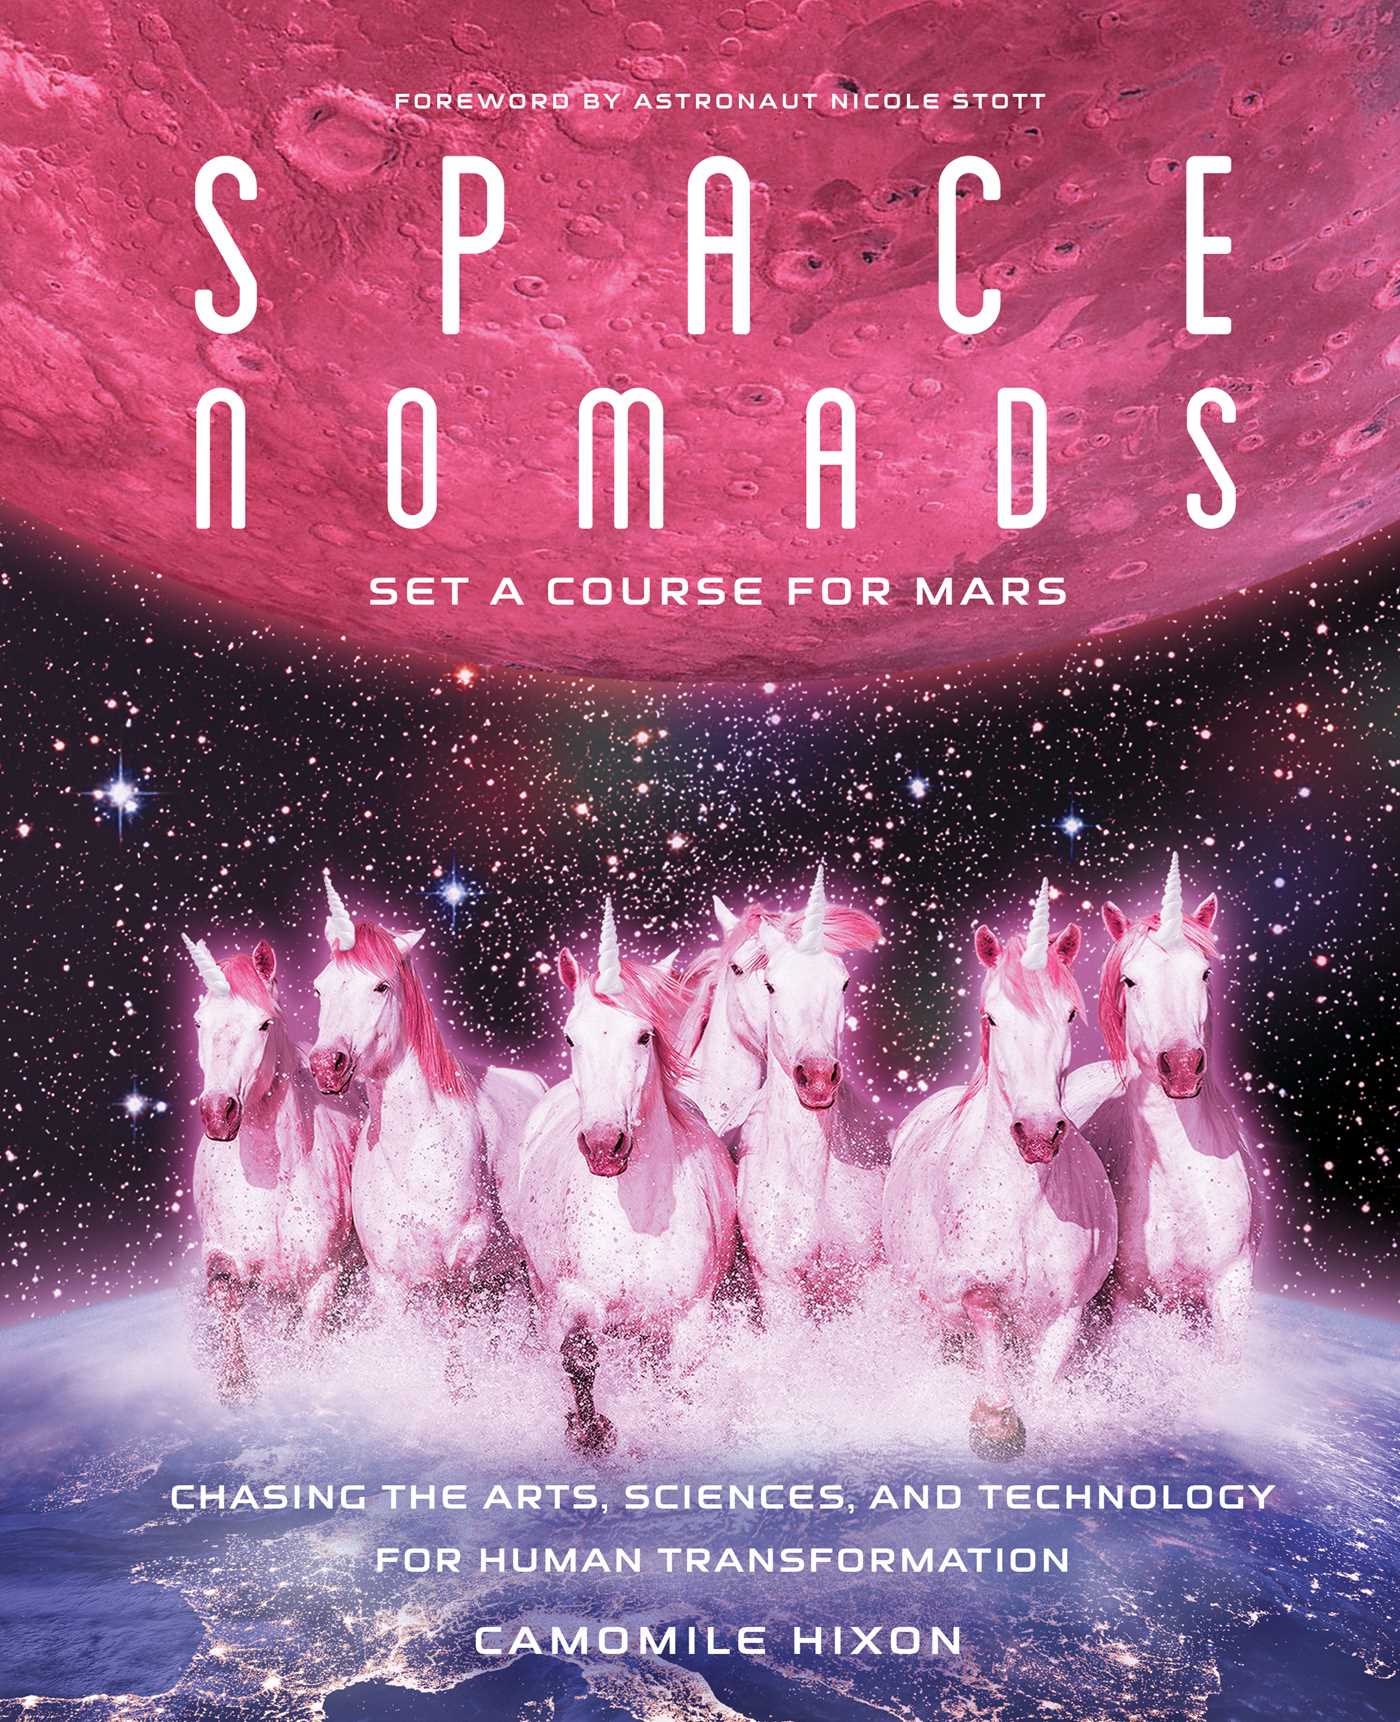 FOREWORD BY ASTRONAUT NICOLE STOTT
SPACE
NOMADS
SET A COURSE FOR MARS
CHASING THE ARTS, SCIENCES, AND TECHNOLOGY
FOR HUMAN TRANSFORMATION
CAMOMILE HIXON